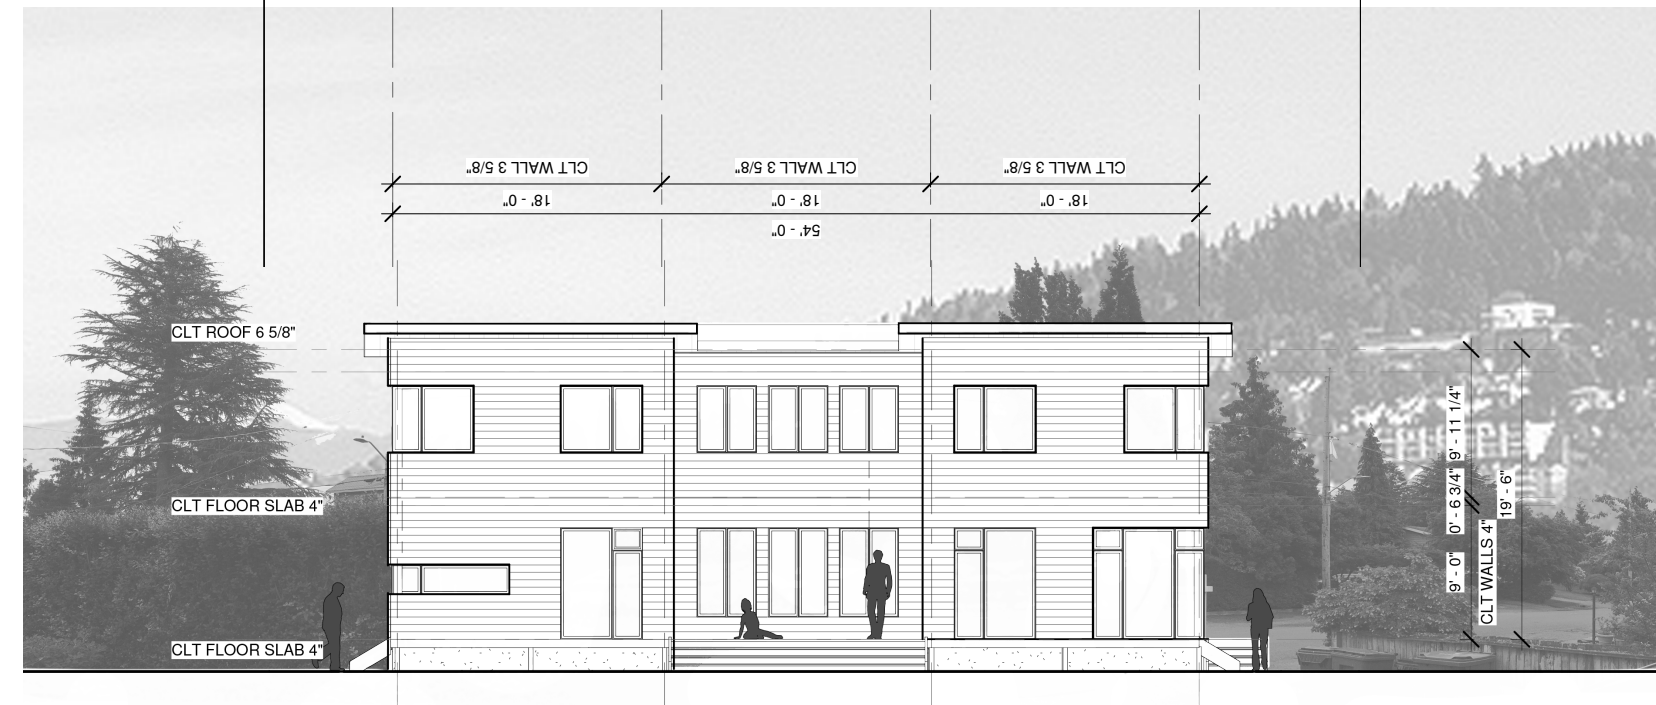 CLT WALL 3 5/8" CLT WALL 3 5/8" CLT WALL 3 5/8"
18' - 0" 18' - 0" 18' - 0"
54' - 0"
CLT ROOF 6 5/8"
CLT FLOOR SLAB 4"
CLT FLOOR SLAB 4"
9' - 11 1/4"
0' - 6 3/4"
9' - 0"
19' - 6"
CLT WALLS 4"